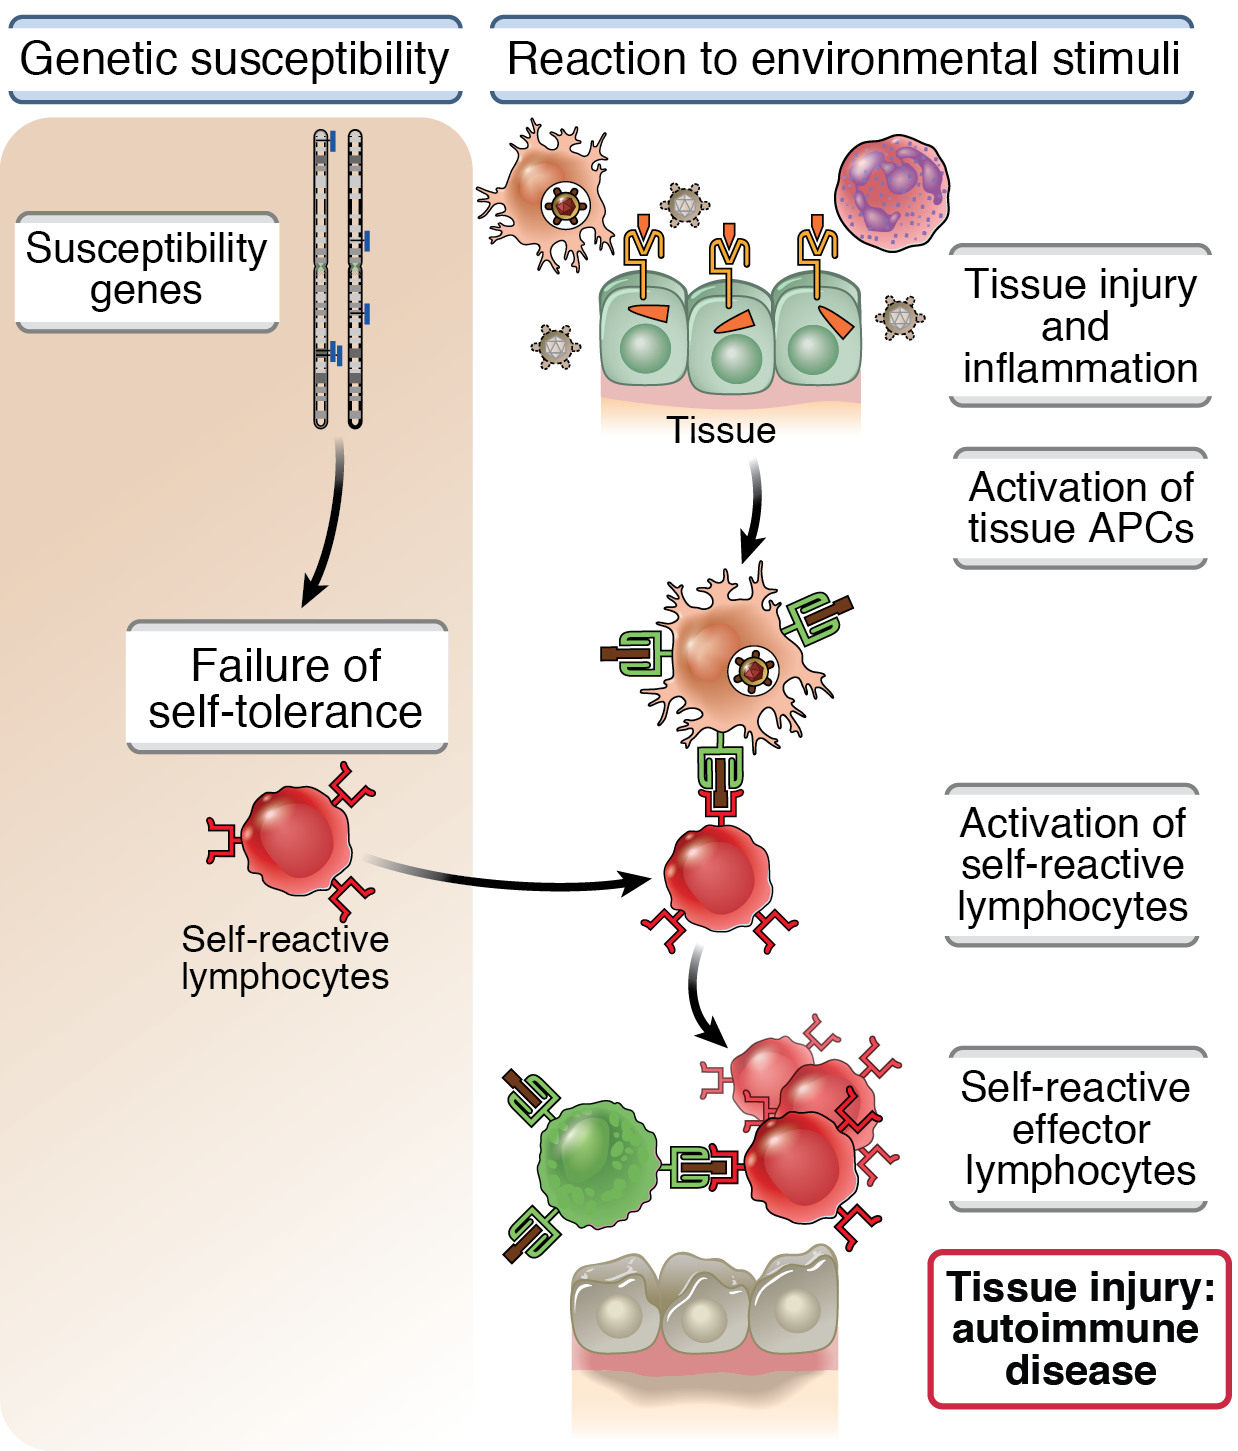 Genetic susceptibility
Reaction to environmental stimuli
Susceptibility
genes
Tissue injury
and
inflammation
Tissue
Activation of
tissue APCs
Failure of
self-tolerance
Activation of
self-reactive
lymphocytes
Self-reactive
lymphocytes
Self-reactive
effector
lymphocytes
Tissue injury:
autoimmune
disease